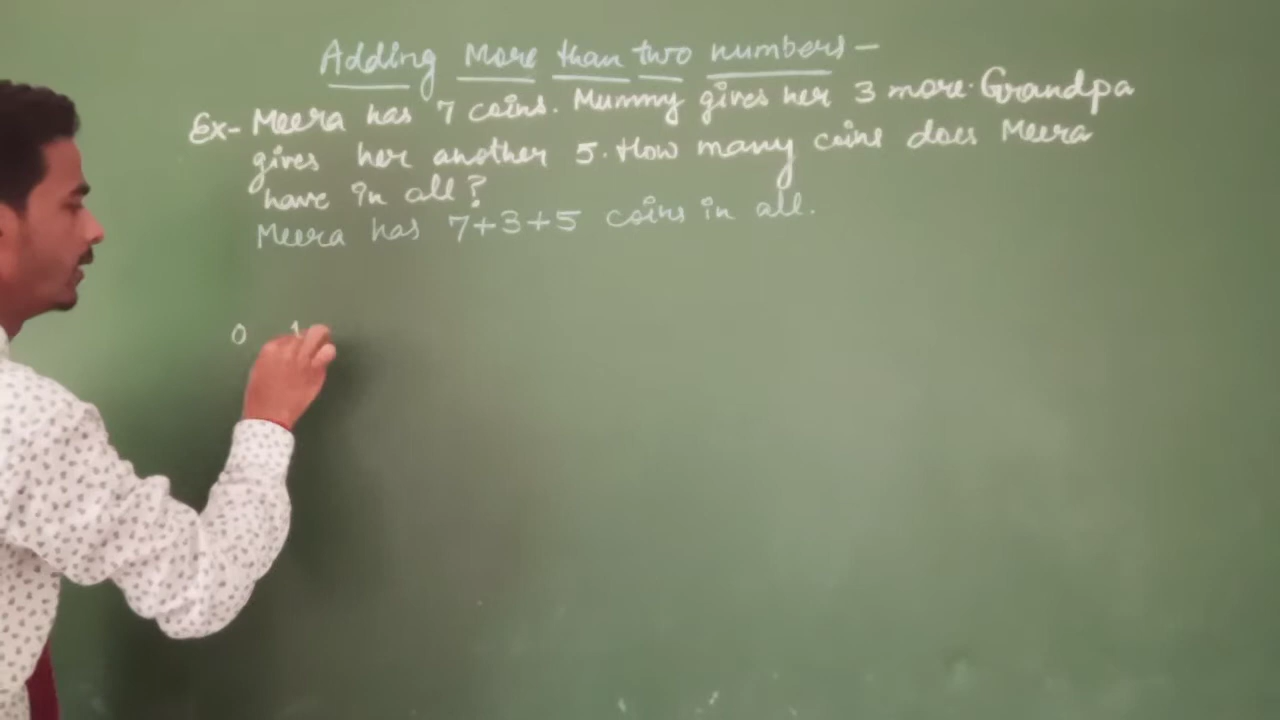 Adding More than two numbers-
Ex- Meera has 7 coins. Mummy gives her 3 more. Grandpa
gives her another 5. How many coins does Meera
have in all?
Meera has 7+3+5 coins in all.
0 1